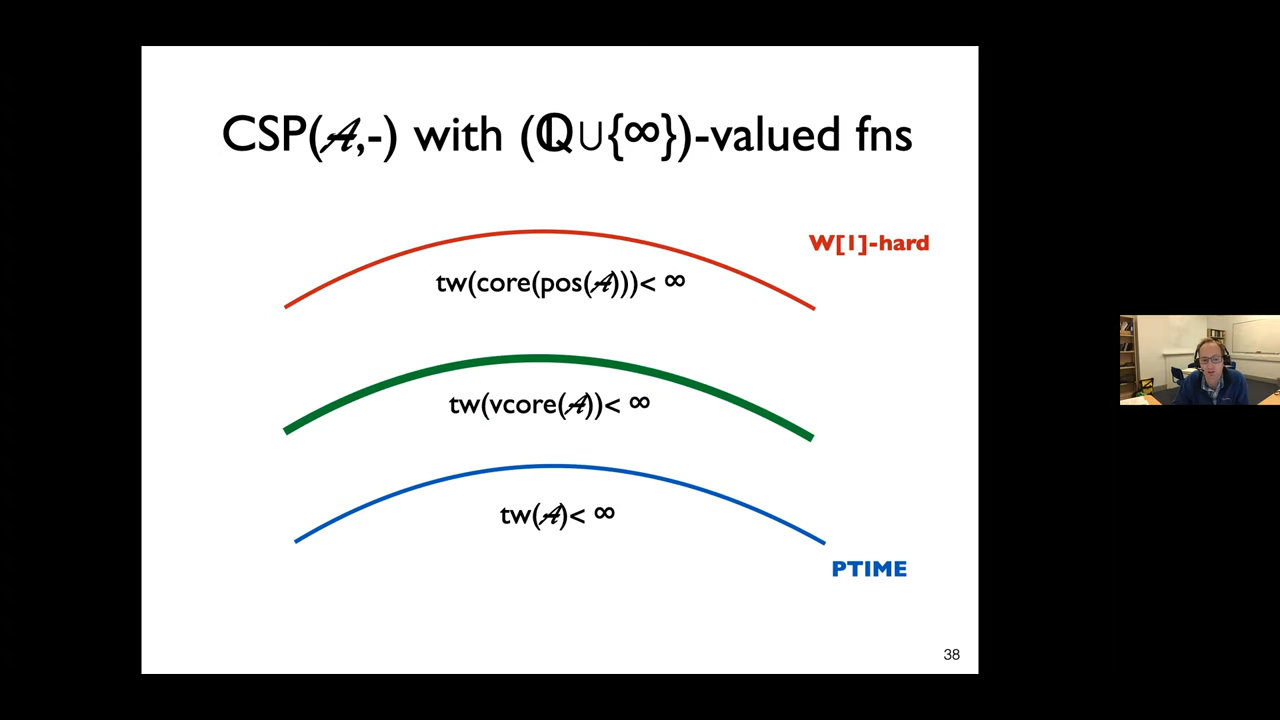 CSP(𝒜,-) with (ℚ∪{∞})-valued fns
W[1]-hard
tw(core(pos(𝒜)))< ∞
tw(vcore(𝒜))< ∞
tw(𝒜)< ∞
PTIME
38